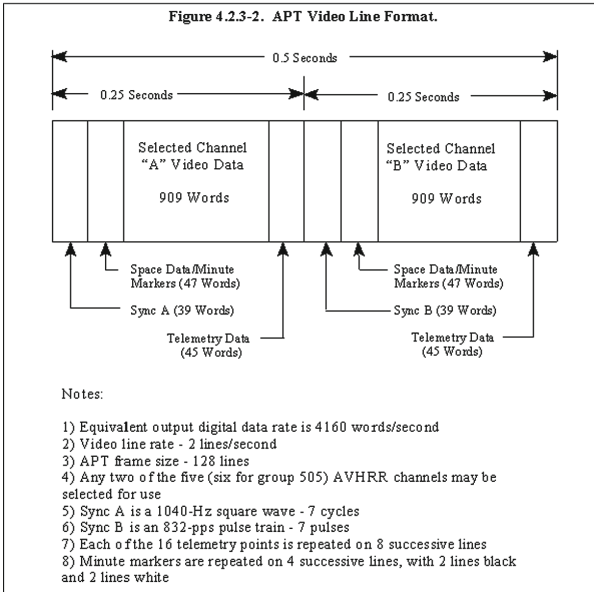 Figure 4.2.3-2. APT Video Line Format.
0.5 Seconds
0.25 Seconds
0.25 Seconds
Selected Channel
"A" Video Data
909 Words
Selected Channel
"B" Video Data
909 Words
Space Data/Minute
Markers (47 Words)
Sync A (39 Words)
Telemetry Data
(45 Words)
Space Data/Minute
Markers (47 Words)
Sync B (39 Words)
Telemetry Data
(45 Words)
Notes:
1) Equivalent output digital data rate is 4160 words/second
2) Video line rate - 2 lines/second
3) APT frame size - 128 lines
4) Any two of the five (six for group 505) AVHRR channels may be
selected for use
5) Sync A is a 1040-Hz square wave - 7 cycles
6) Sync B is an 832-pps pulse train - 7 pulses
7) Each of the 16 telemetry points is repeated on 8 successive lines
8) Minute markers are repeated on 4 successive lines, with 2 lines black
and 2 lines white